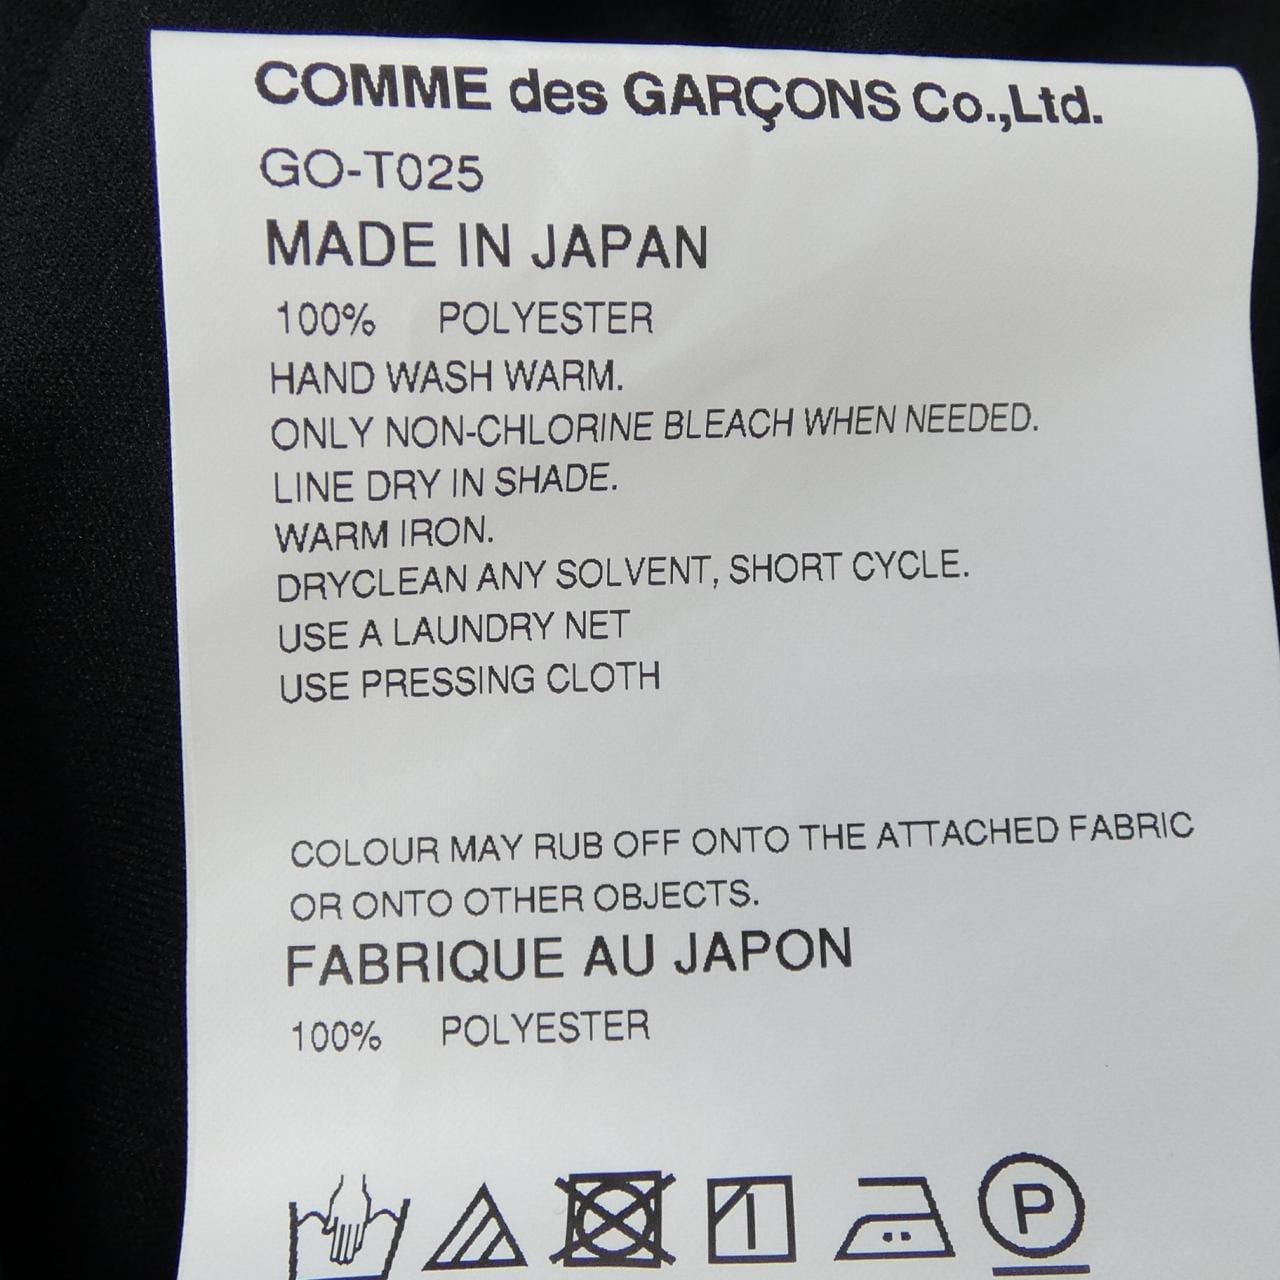 COMME des GARÇONS Co.,Ltd.
GO-T025
MADE IN JAPAN
100% POLYESTER
HAND WASH WARM.
ONLY NON-CHLORINE BLEACH WHEN NEEDED.
LINE DRY IN SHADE.
WARM IRON.
DRYCLEAN ANY SOLVENT, SHORT CYCLE.
USE A LAUNDRY NET
USE PRESSING CLOTH
COLOUR MAY RUB OFF ONTO THE ATTACHED FABRIC
OR ONTO OTHER OBJECTS.
FABRIQUE AU JAPON
100% POLYESTER
P